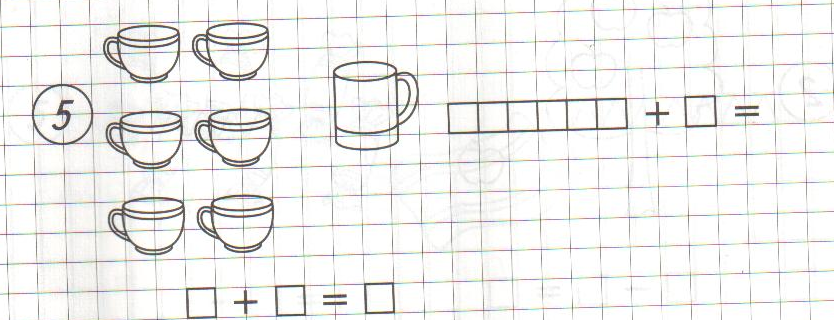 5
+ =
+ =